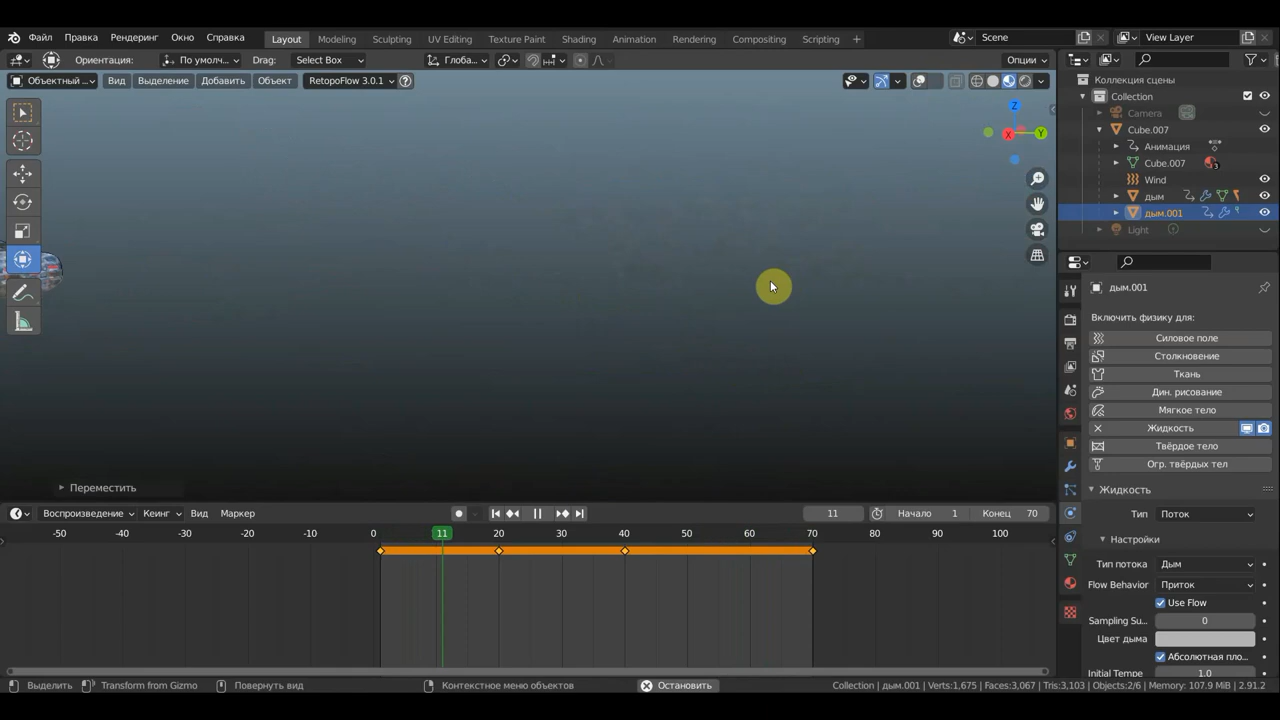 Файл Правка Рендеринг Окно Справка Layout Modeling Sculpting UV Editing Texture Paint Shading Animation Rendering Compositing Scripting + Scene View Layer
Ориентация: По умолч... Drag: Select Box Глоба... Опции
Объектный ... Вид Выделение Добавить Объект RetopoFlow 3.0.1 ?
Коллекция сцены
Collection
Camera
Cube.007
Анимация
Cube.007
3
Wind
дым
дым.001
Light
Z
X Y
дым.001
Включить физику для:
Силовое поле
Столкновение
Ткань
Дин. рисование
Мягкое тело
Жидкость
Твёрдое тело
Огр. твёрдых тел
Жидкость
Тип Поток
Настройки
Тип потока Дым
Flow Behavior Приток
Use Flow
Sampling Su... 0
Цвет дыма
Абсолютная пло...
Initial Tempe 1.0
Переместить
Воспроизведение Кеинг Вид Маркер 11 Начало 1 Конец 70
-50 -40 -30 -20 -10 0 11 20 30 40 50 60 70 80 90 100
Выделить Transform from Gizmo Повернуть вид Контекстное меню объектов Остановить Collection | дым.001 | Verts:1,675 | Faces:3,067 | Tris:3,103 | Objects:2/6 | Memory: 107.9 MiB | 2.91.2